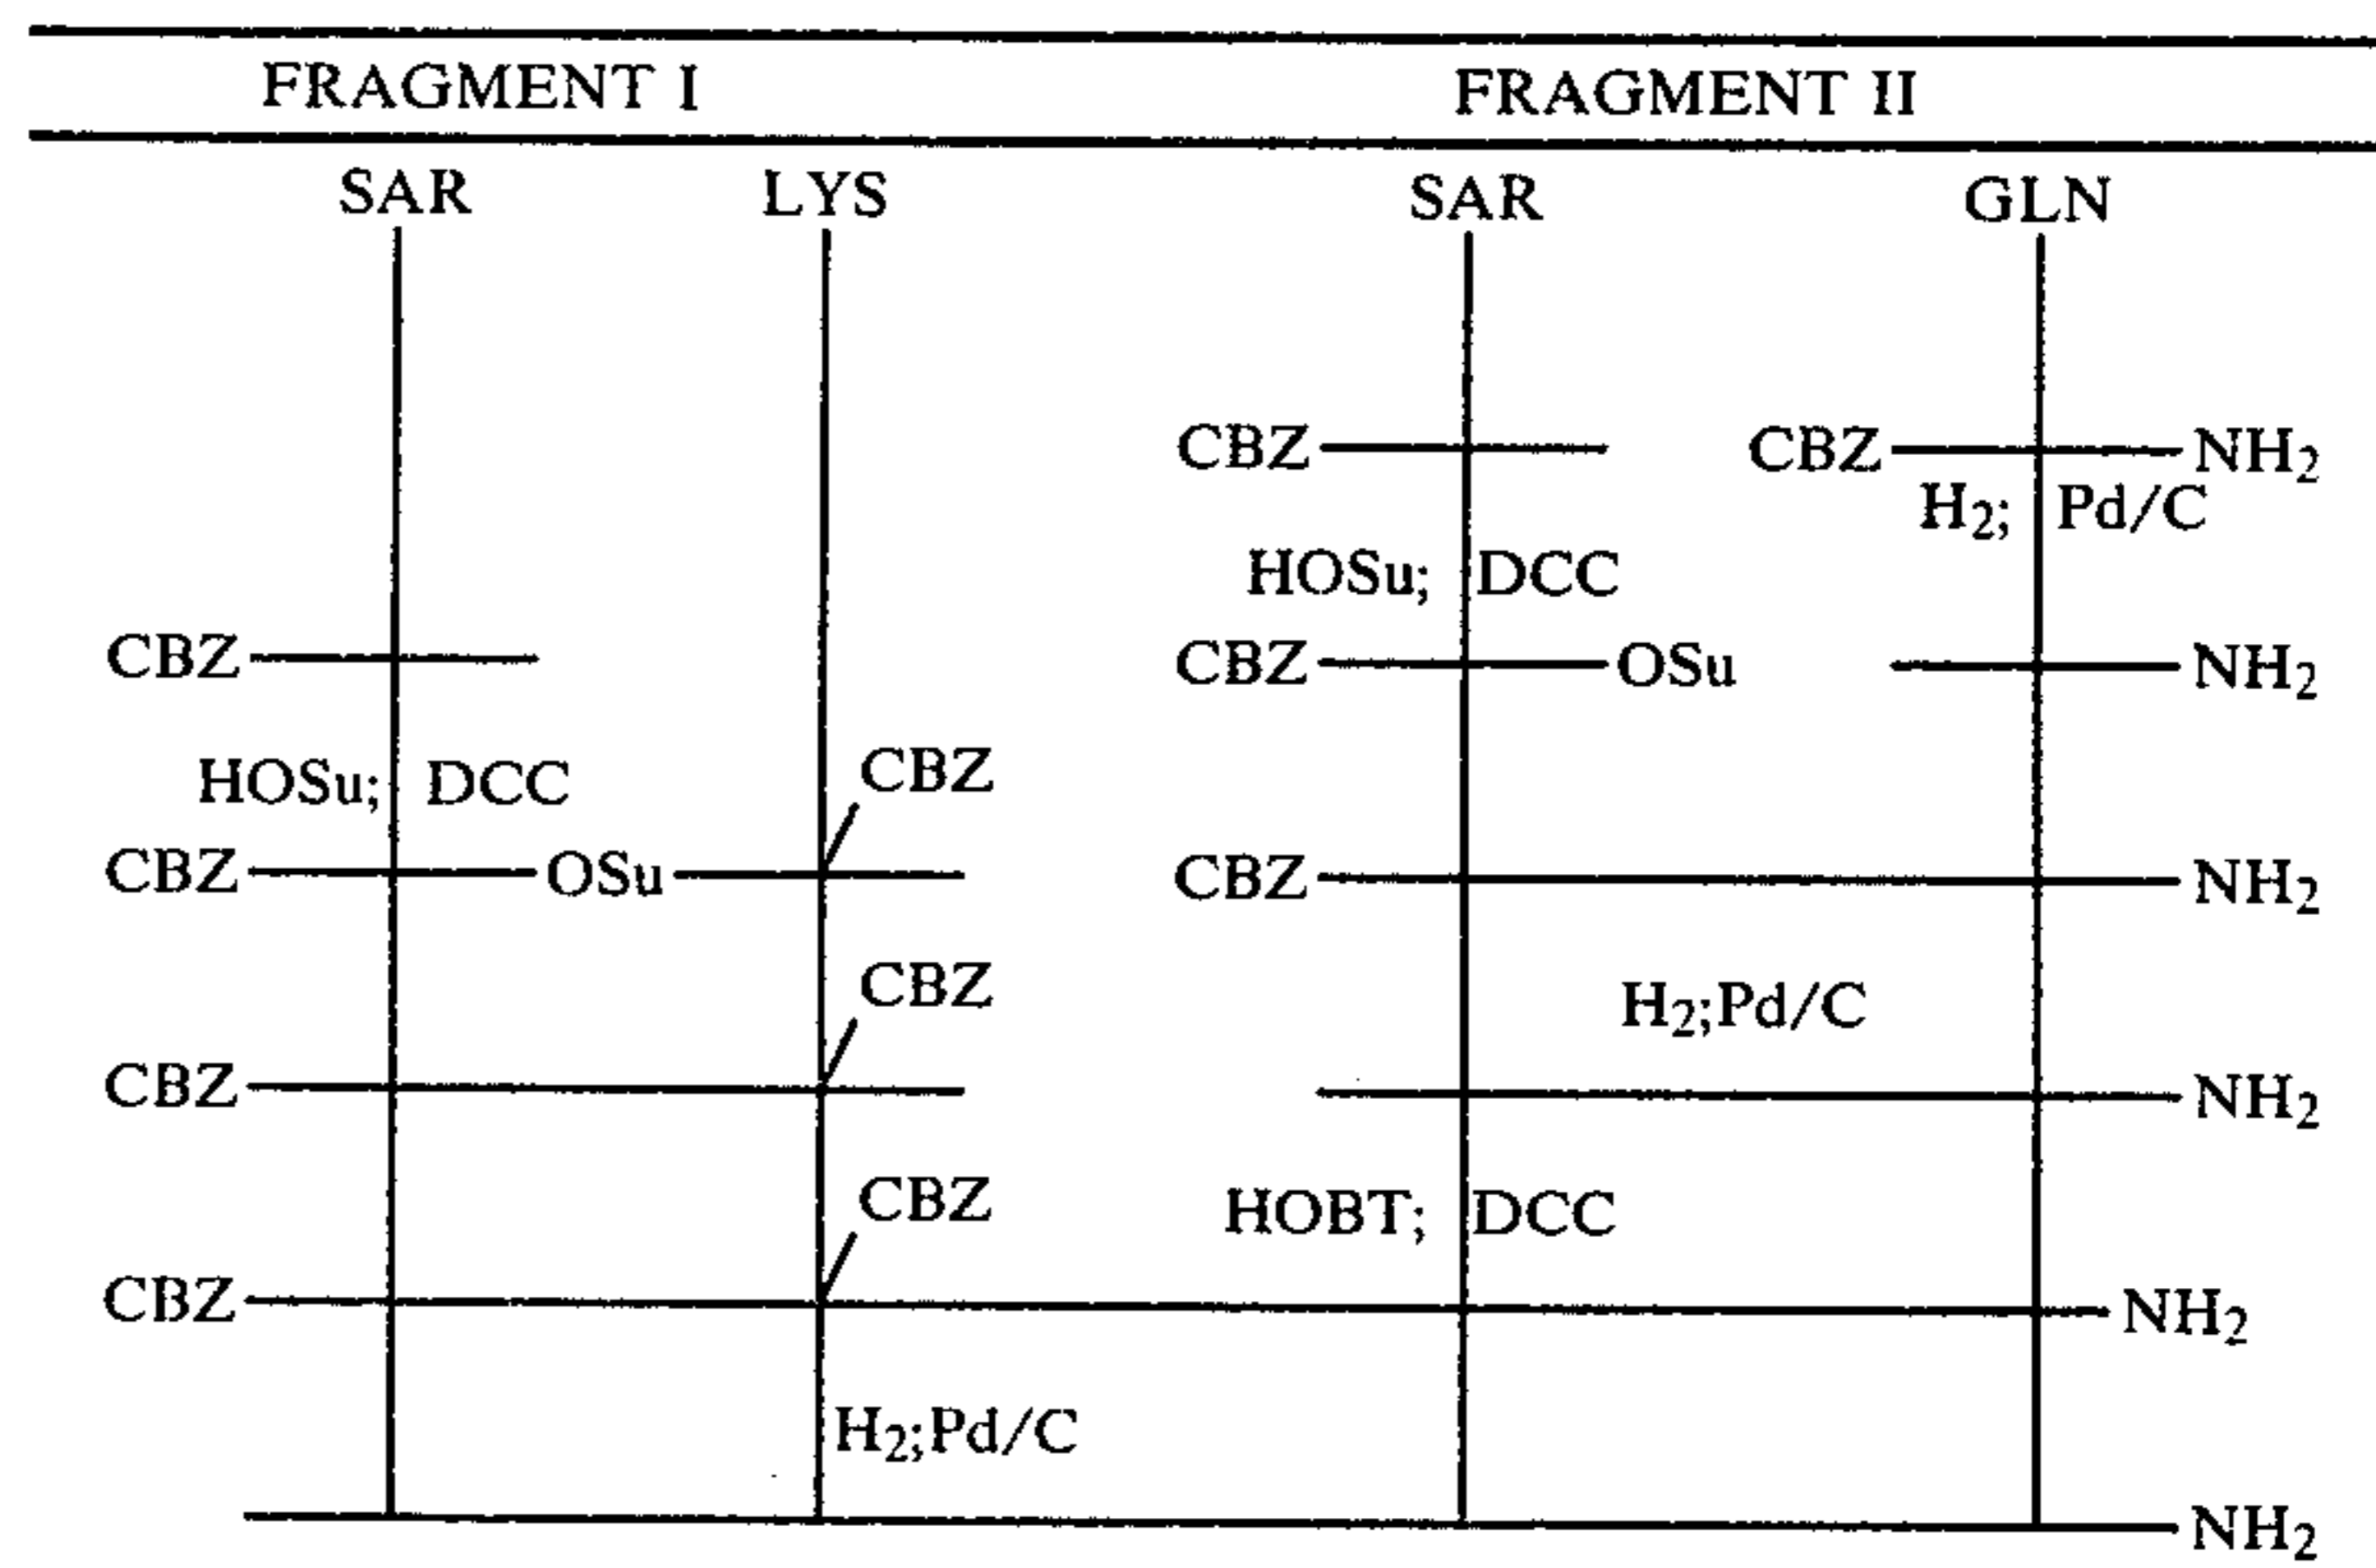 FRAGMENT I FRAGMENT II
SAR LYS SAR GLN
CBZ CBZ NH2
H2; Pd/C
HOSu; DCC
CBZ CBZ OSu NH2
HOSu; DCC CBZ
CBZ OSu CBZ NH2
CBZ H2;Pd/C
CBZ NH2
CBZ HOBT; DCC
CBZ NH2
H2;Pd/C
NH2